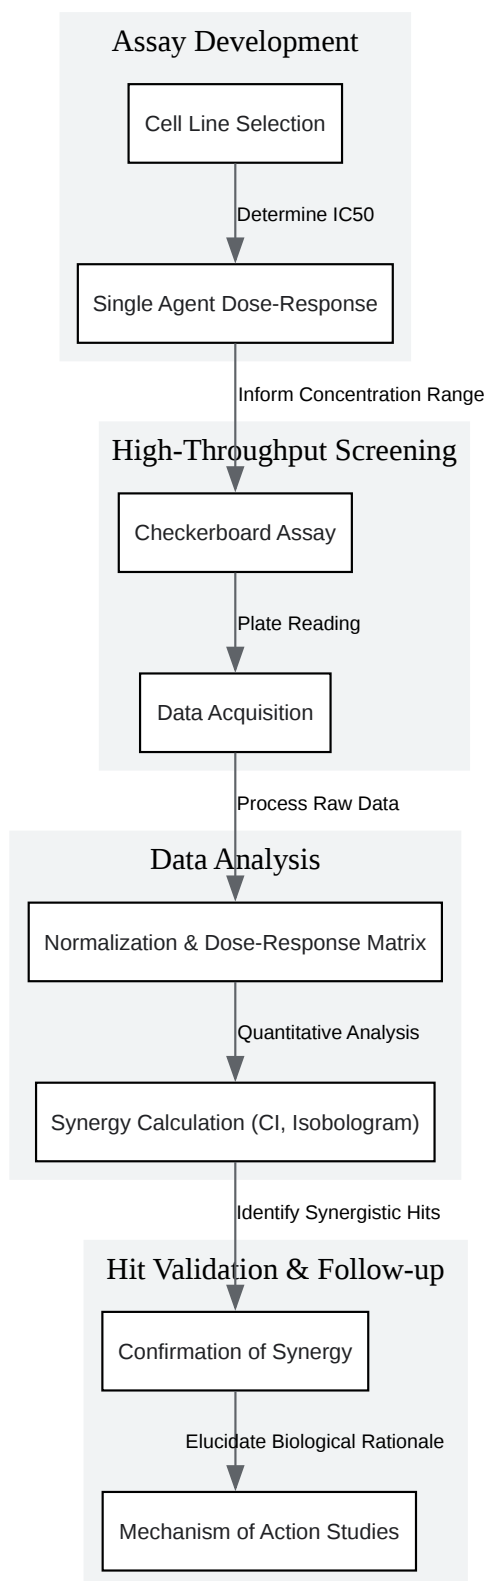 Assay Development
Cell Line Selection
Determine IC50
Single Agent Dose-Response
Inform Concentration Range
High-Throughput Screening
Checkerboard Assay
Plate Reading
Data Acquisition
Process Raw Data
Data Analysis
Normalization & Dose-Response Matrix
Quantitative Analysis
Synergy Calculation (CI, Isobologram)
Identify Synergistic Hits
Hit Validation & Follow-up
Confirmation of Synergy
Elucidate Biological Rationale
Mechanism of Action Studies